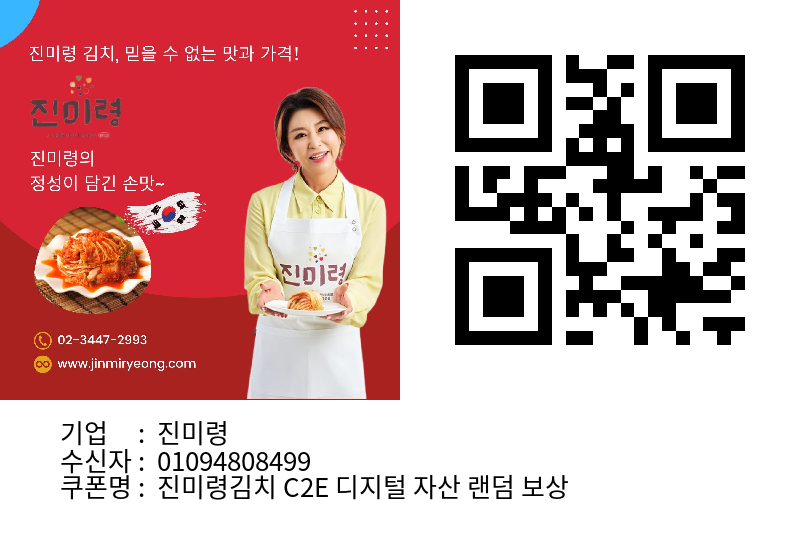 진미령 김치, 믿을 수 없는 맛과 가격!
진미령
진미령의
정성이 담긴 손맛~
진미령
02-3447-2993
www.jinmiryeong.com
기업 : 진미령
수신자 : 01094808499
쿠폰명 : 진미령김치 C2E 디지털 자산 랜덤 보상